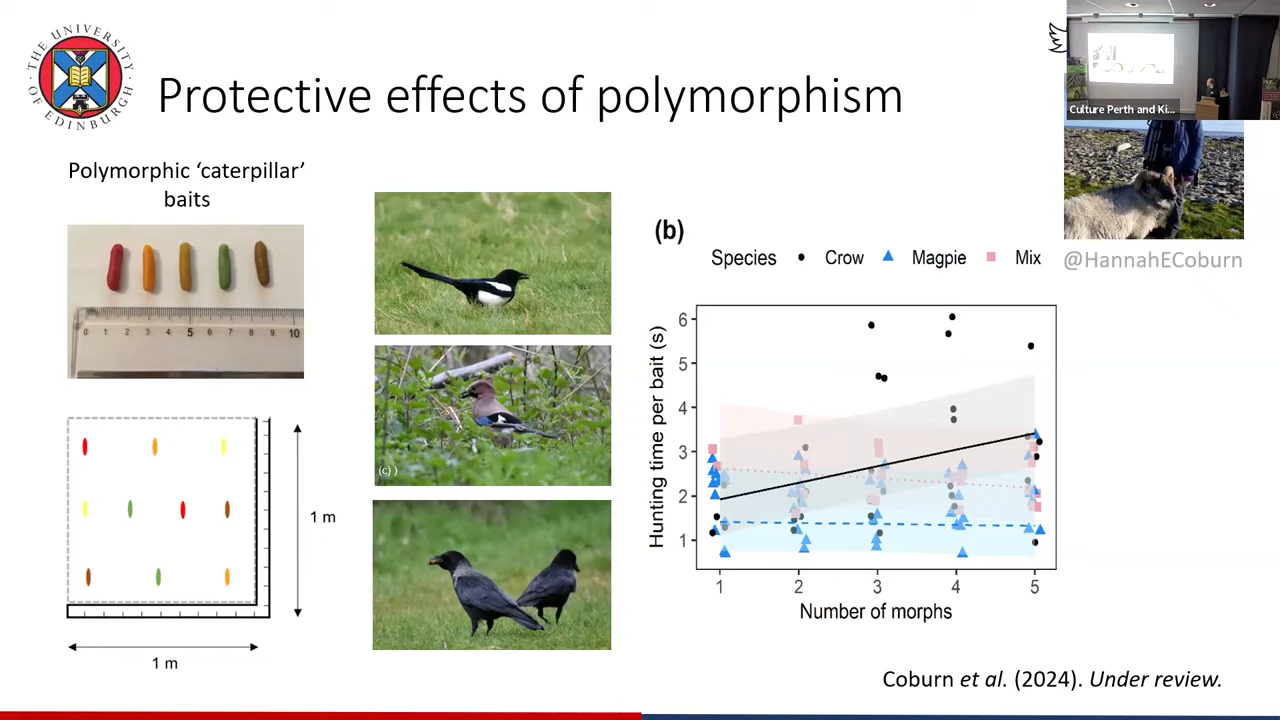 THE UNIVERSITY OF EDINBURGH
Protective effects of polymorphism
Culture Perth and Ki...
@HannahECoburn
Polymorphic ‘caterpillar’
baits
0 1 2 3 4 5 6 7 8 9 10
1 m
1 m
(c) )
(b)
Species Crow Magpie Mix
Hunting time per bait (s)
6
5
4
3
2
1
1 2 3 4 5
Number of morphs
Coburn et al. (2024). Under review.